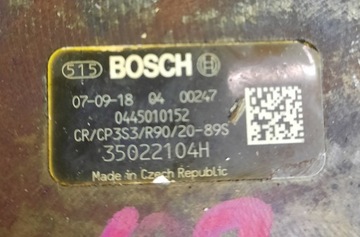 515 BOSCH
07-09-18 04 00247
0445010152
CR/CP3S3/R90/20-89S
35022104H
Made in Czech Republic